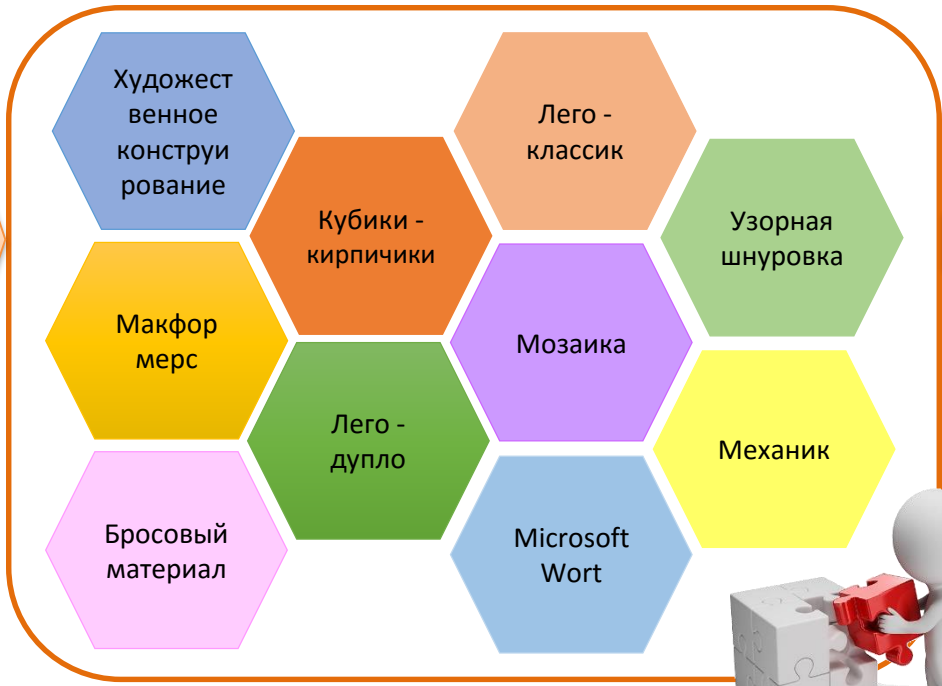 Художест
венное
конструи
рование
Лего -
классик
Кубики -
кирпичики
Узорная
шнуровка
Макфор
мерс
Мозаика
Лего -
дупло
Механик
Бросовый
материал
Microsoft
Wort